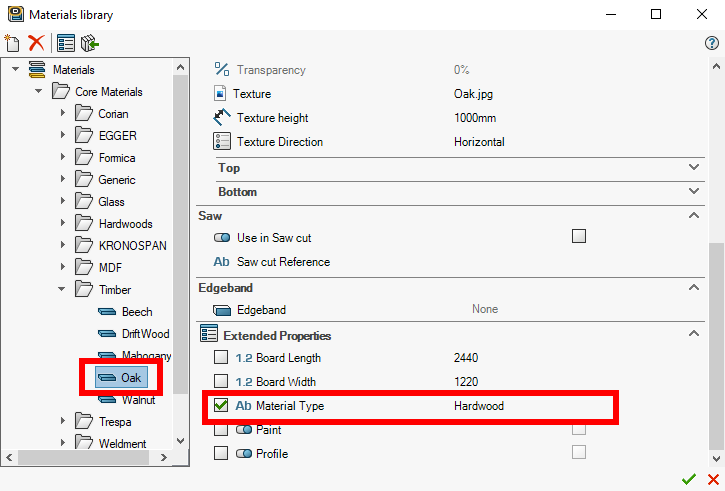 Materials library
Materials
Core Materials
Corian
EGGER
Formica
Generic
Glass
Hardwoods
KRONOSPAN
MDF
Timber
Beech
DriftWood
Mahogany
Oak
Walnut
Trespa
Weldment
% Transparency 0%
Texture Oak.jpg
Texture height 1000mm
Texture Direction Horizontal
Top
Bottom
Saw
Use in Saw cut
Ab Saw cut Reference
Edgeband
Edgeband None
Extended Properties
1.2 Board Length 2440
1.2 Board Width 1220
Ab Material Type Hardwood
Paint
Profile